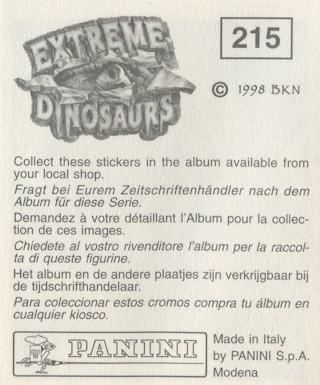 EXTREME
DINOSAURS
215
© 1998 BKN
Collect these stickers in the album available from
your local shop.
Fragt bei Eurem Zeitschriftenhändler nach dem
Album für diese Serie.
Demandez à votre détaillant l'Album pour la collec-
tion de ces images.
Chiedete al vostro rivenditore l'album per la raccol-
ta di queste figurine.
Het album en de andere plaatjes zijn verkrijgbaar bij
de tijdschrifthandelaar.
Para coleccionar estos cromos compra tu álbum en
cualquier kiosco.
PANINI
Made in Italy
by PANINI S.p.A.
Modena